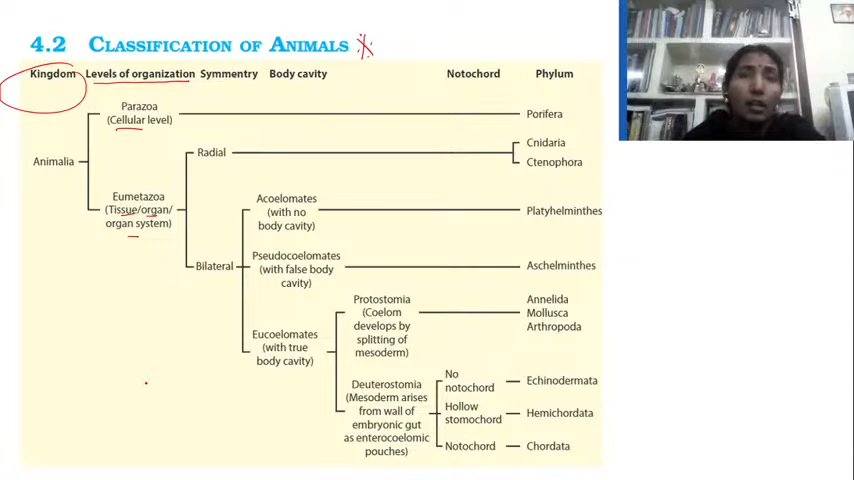 4.2 CLASSIFICATION OF ANIMALS
Kingdom Levels of organization Symmentry Body cavity Notochord Phylum
Parazoa
(Cellular level)
Porifera
Animalia
Radial
Cnidaria
Ctenophora
Eumetazoa
(Tissue/organ/
organ system)
Bilateral
Acoelomates
(with no
body cavity)
Platyhelminthes
Pseudocoelomates
(with false body
cavity)
Aschelminthes
Eucoelomates
(with true
body cavity)
Protostomia
(Coelom
develops by
splitting of
mesoderm)
Annelida
Mollusca
Arthropoda
Deuterostomia
(Mesoderm arises
from wall of
embryonic gut
as enterocoelomic
pouches)
No
notochord
Echinodermata
Hollow
stomochord
Hemichordata
Notochord
Chordata